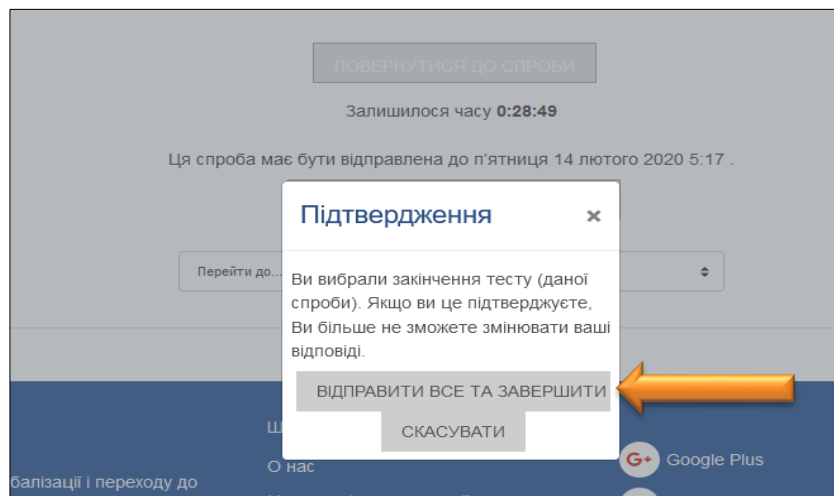 ПОВЕРНУТИСЯ ДО СПРОБИ
Залишилося часу 0:28:49
Ця спроба має бути відправлена до п'ятниця 14 лютого 2020 5:17 .
Підтвердження ×
Перейти до...
Ви вибрали закінчення тесту (даної
спроби). Якщо ви це підтверджуєте,
Ви більше не зможете змінювати ваші
відповіді.
ВІДПРАВИТИ ВСЕ ТА ЗАВЕРШИТИ
СКАСУВАТИ
О нас
G+ Google Plus
балізації і переходу до